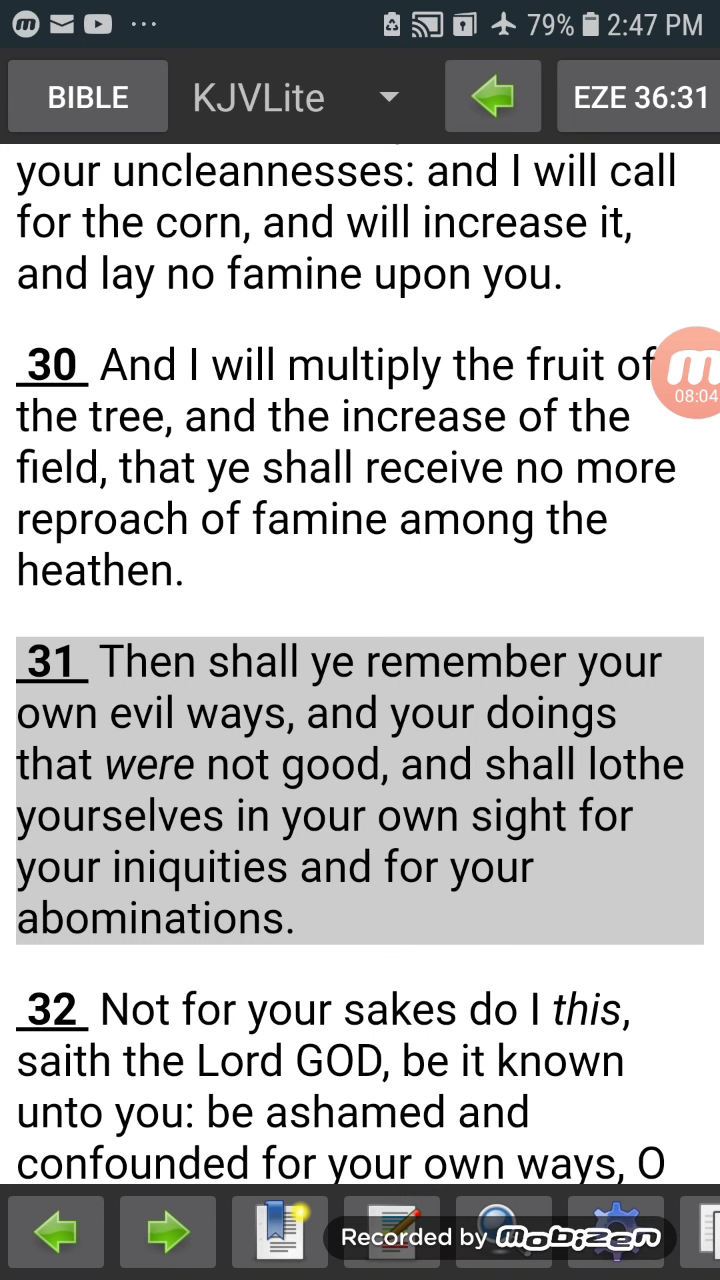 79% 2:47 PM
BIBLE KJVLite EZE 36:31
your uncleannesses: and I will call
for the corn, and will increase it,
and lay no famine upon you.
30 And I will multiply the fruit of
the tree, and the increase of the
field, that ye shall receive no more
reproach of famine among the
heathen.
m
08:04
31 Then shall ye remember your
own evil ways, and your doings
that were not good, and shall lothe
yourselves in your own sight for
your iniquities and for your
abominations.
32 Not for your sakes do I this,
saith the Lord GOD, be it known
unto you: be ashamed and
confounded for your own ways, O
Recorded by mobizen